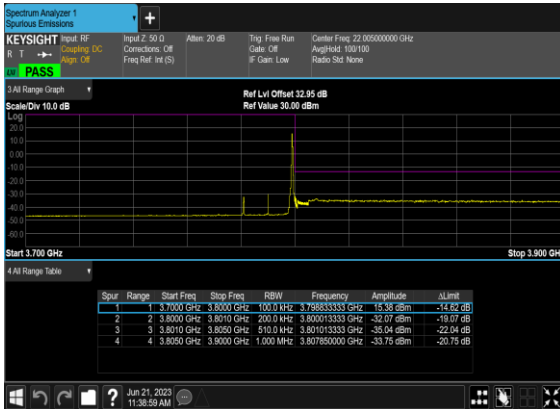 Spectrum Analyzer 1
Spurious Emissions
+
KEYSIGHT Input: RF Input Z: 50 Ω Atten: 20 dB Trig: Free Run Center Freq: 22.005000000 GHz
R T Coupling: DC Corrections: Off Gate: Off Avg|Hold: 100/100
Align: Off Freq Ref: Int (S) IF Gain: Low Radio Std: None
PASS
3 All Range Graph
Ref Lvl Offset 32.95 dB
Scale/Div 10.0 dB Ref Value 30.00 dBm
Log
20.0
10.0
0.00
-10.0
-20.0
-30.0
-40.0
-50.0
-60.0
Start 3.700 GHz Stop 3.900 GHz
4 All Range Table
Spur Range Start Freq Stop Freq RBW Frequency Amplitude ΔLimit
1 1 3.7000 GHz 3.8000 GHz 100.0 kHz 3.798833333 GHz 15.38 dBm -14.62 dB
2 2 3.8000 GHz 3.8010 GHz 200.0 kHz 3.800013333 GHz -32.07 dBm -19.07 dB
3 3 3.8010 GHz 3.8050 GHz 510.0 kHz 3.801013333 GHz -35.04 dBm -22.04 dB
4 4 3.8050 GHz 3.9000 GHz 1.000 MHz 3.807850000 GHz -33.75 dBm -20.75 dB
? Jun 21, 2023
11:38:59 AM